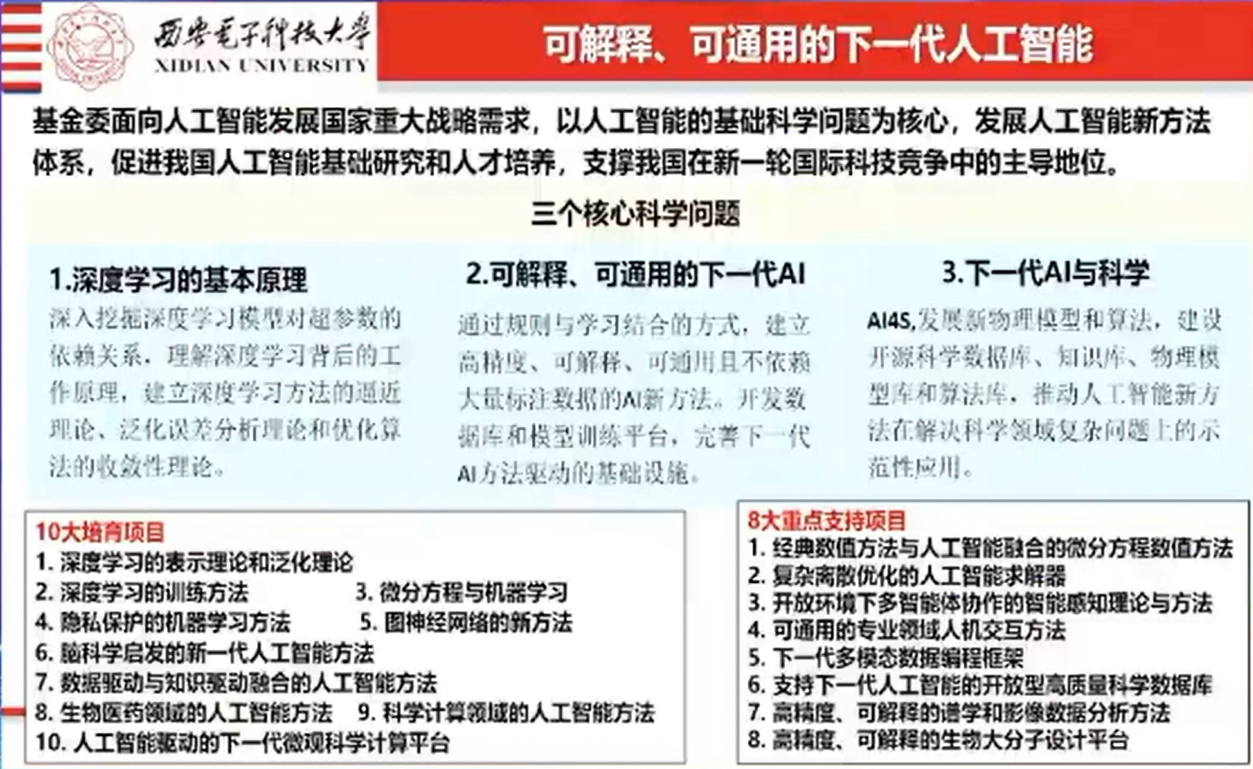 西安电子科技大学
XIDIAN UNIVERSITY
可解释、可通用的下一代人工智能
基金委面向人工智能发展国家重大战略需求，以人工智能的基础科学问题为核心，发展人工智能新方法
体系，促进我国人工智能基础研究和人才培养，支撑我国在新一轮国际科技竞争中的主导地位。
三个核心科学问题
1.深度学习的基本原理
深入挖掘深度学习模型对超参数的
依赖关系，理解深度学习背后的工
作原理，建立深度学习方法的逼近
理论、泛化误差分析理论和优化算
法的收敛性理论。
2.可解释、可通用的下一代AI
通过规则与学习结合的方式，建立
高精度、可解释、可通用且不依赖
大量标注数据的AI新方法。开发数
据库和模型训练平台，完善下一代
AI方法驱动的基础设施。
3.下一代AI与科学
AI4S,发展新物理模型和算法，建设
开源科学数据库、知识库、物理模
型库和算法库，推动人工智能新方
法在解决科学领域复杂问题上的示
范性应用。
10大培育项目
1. 深度学习的表示理论和泛化理论
2. 深度学习的训练方法 3. 微分方程与机器学习
4. 隐私保护的机器学习方法 5. 图神经网络的新方法
6. 脑科学启发的新一代人工智能方法
7. 数据驱动与知识驱动融合的人工智能方法
8. 生物医药领域的人工智能方法 9. 科学计算领域的人工智能方法
10. 人工智能驱动的下一代微观科学计算平台
8大重点支持项目
1. 经典数值方法与人工智能融合的微分方程数值方法
2. 复杂离散优化的人工智能求解器
3. 开放环境下多智能体协作的智能感知理论与方法
4. 可通用的专业领域人机交互方法
5. 下一代多模态数据编程框架
6. 支持下一代人工智能的开放型高质量科学数据库
7. 高精度、可解释的谱学和影像数据分析方法
8. 高精度、可解释的生物大分子设计平台